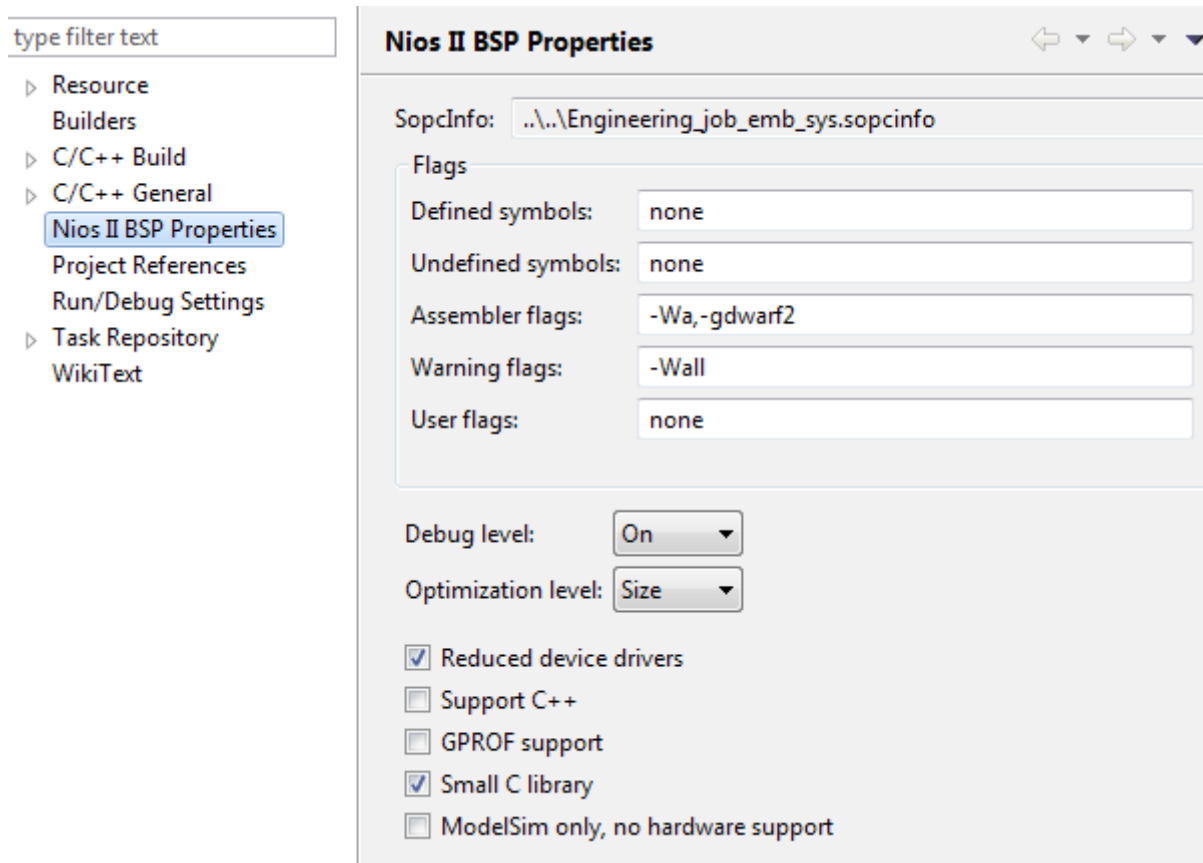 type filter text
Resource
Builders
C/C++ Build
C/C++ General
Nios II BSP Properties
Project References
Run/Debug Settings
Task Repository
WikiText
Nios II BSP Properties
SopcInfo: ..\..\Engineering_job_emb_sys.sopcinfo
Flags
Defined symbols: none
Undefined symbols: none
Assembler flags: -Wa,-gdwarf2
Warning flags: -Wall
User flags: none
Debug level: On
Optimization level: Size
Reduced device drivers
Support C++
GPROF support
Small C library
ModelSim only, no hardware support